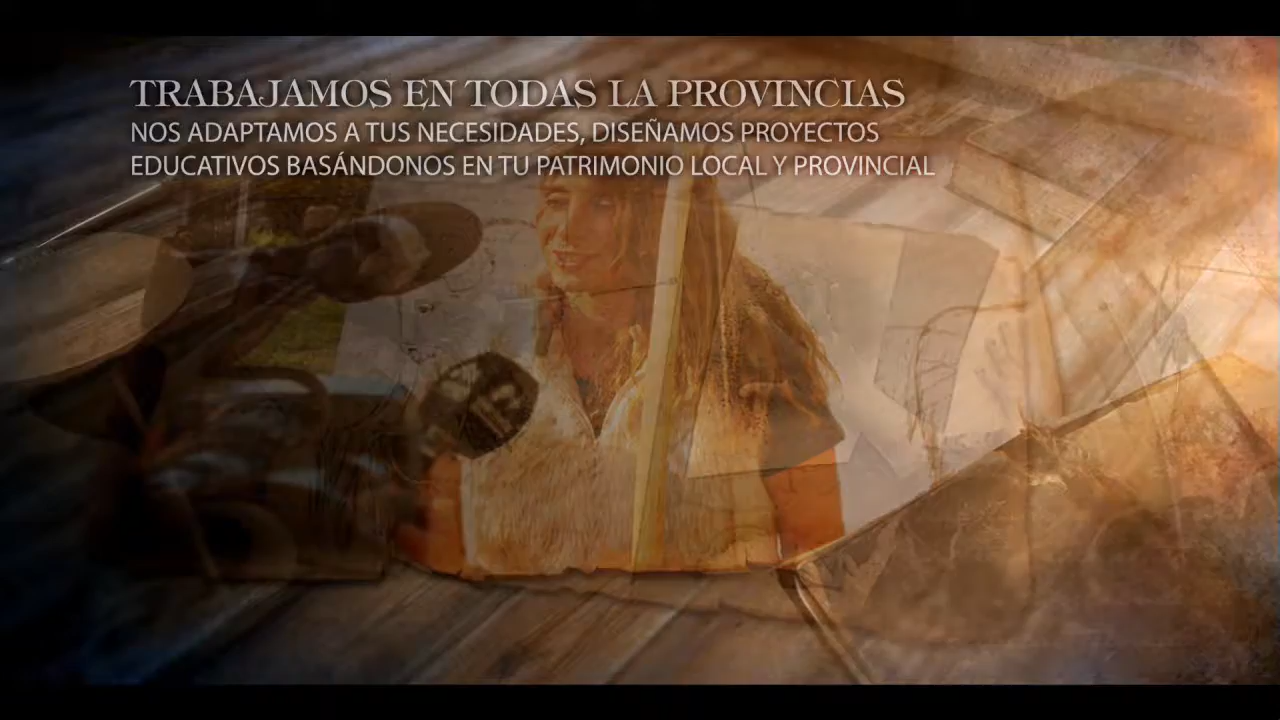 TRABAJAMOS EN TODAS LA PROVINCIAS
NOS ADAPTAMOS A TUS NECESIDADES, DISEÑAMOS PROYECTOS
EDUCATIVOS BASÁNDONOS EN TU PATRIMONIO LOCAL Y PROVINCIAL